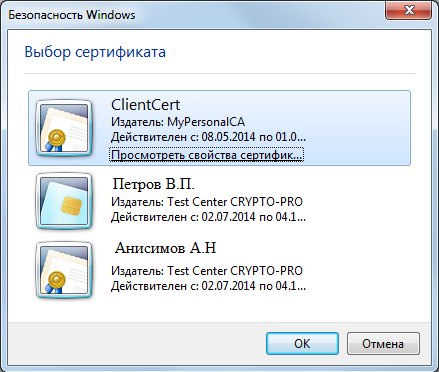 Безопасность Windows
Выбор сертификата
ClientCert
Издатель: MyPersonalCA
Действителен с: 08.05.2014 по 01.0...
Просмотреть свойства сертифик...
Петров В.П.
Издатель: Test Center CRYPTO-PRO
Действителен с: 02.07.2014 по 04.1...
Анисимов А.Н
Издатель: Test Center CRYPTO-PRO
Действителен с: 02.07.2014 по 04.1...
ОК
Отмена